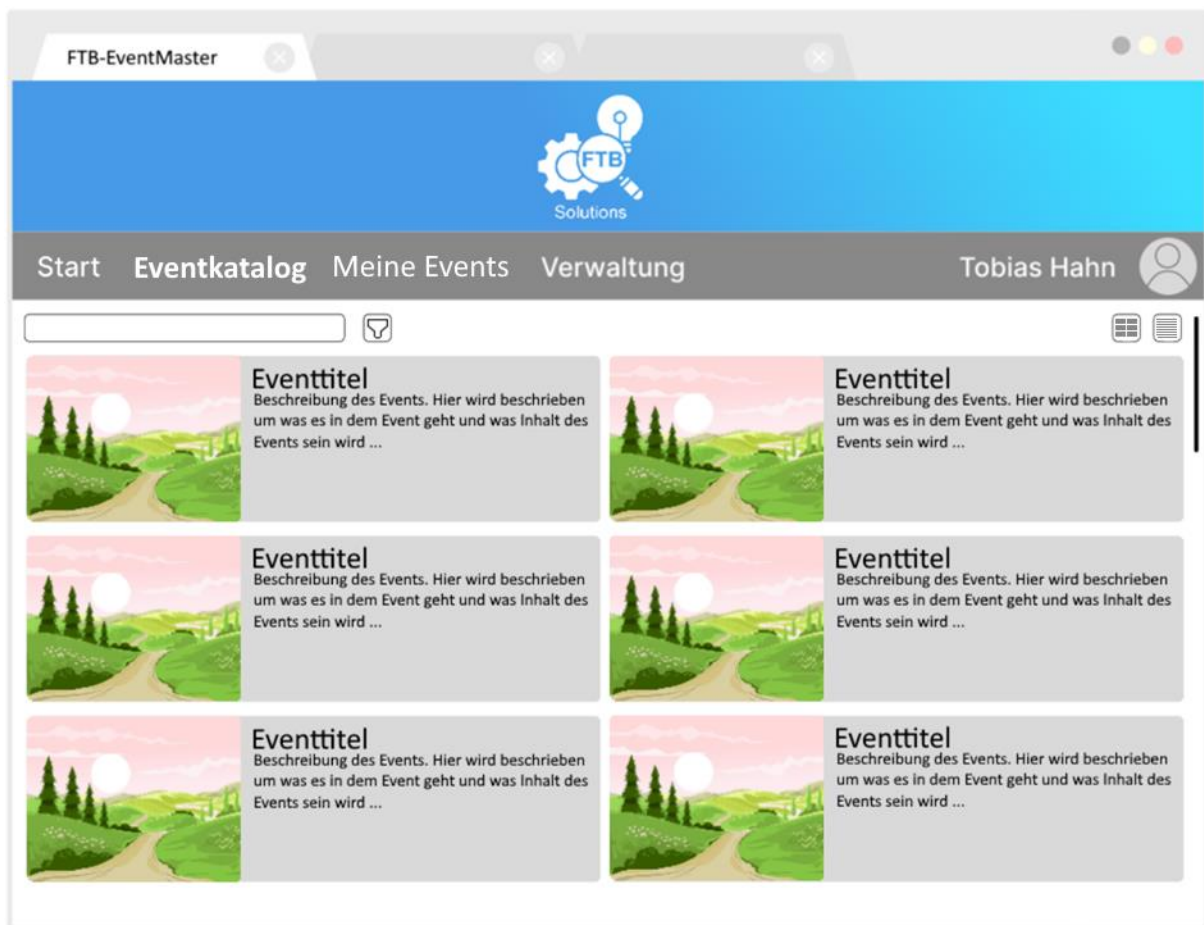 FTB-EventMaster
FTB
Solutions
Start Eventkatalog Meine Events Verwaltung Tobias Hahn
Eventtitel
Beschreibung des Events. Hier wird beschrieben
um was es in dem Event geht und was Inhalt des
Events sein wird ...
Eventtitel
Beschreibung des Events. Hier wird beschrieben
um was es in dem Event geht und was Inhalt des
Events sein wird ...
Eventtitel
Beschreibung des Events. Hier wird beschrieben
um was es in dem Event geht und was Inhalt des
Events sein wird ...
Eventtitel
Beschreibung des Events. Hier wird beschrieben
um was es in dem Event geht und was Inhalt des
Events sein wird ...
Eventtitel
Beschreibung des Events. Hier wird beschrieben
um was es in dem Event geht und was Inhalt des
Events sein wird ...
Eventtitel
Beschreibung des Events. Hier wird beschrieben
um was es in dem Event geht und was Inhalt des
Events sein wird ...